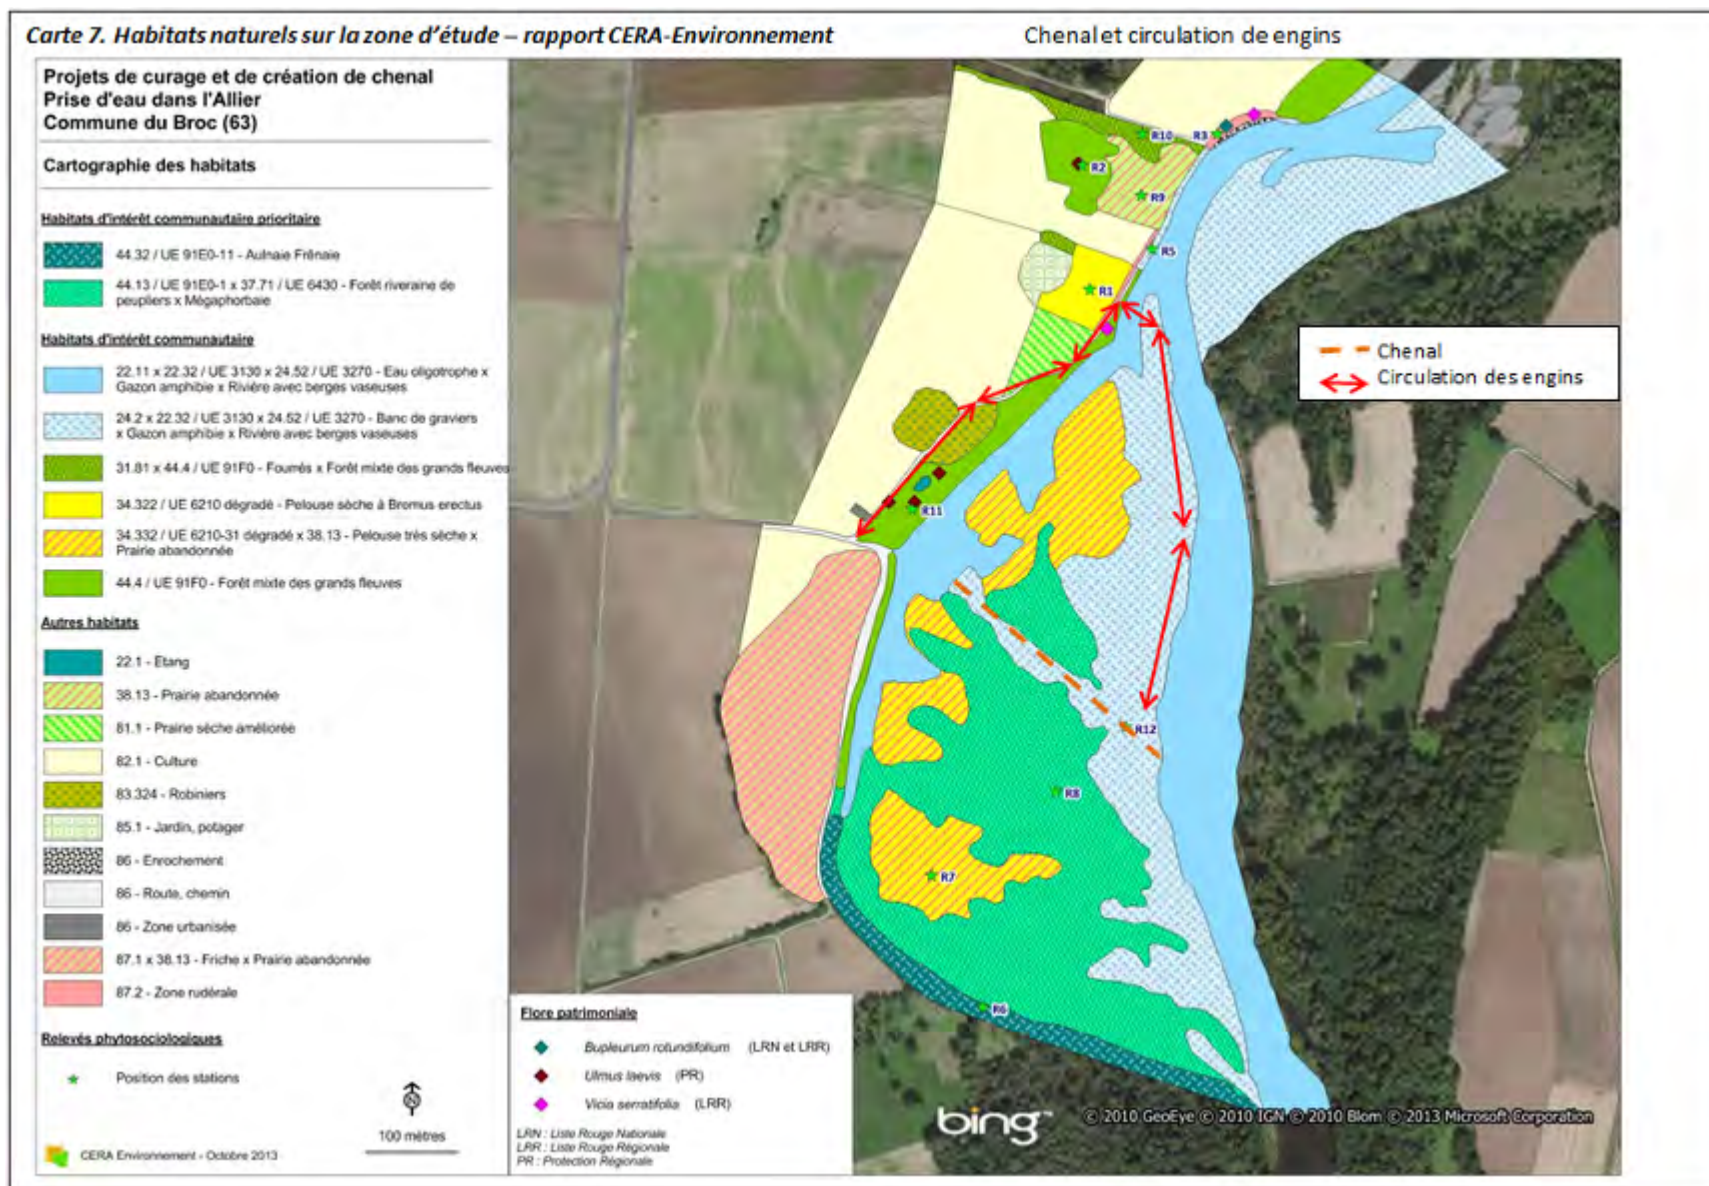 Carte 7. Habitats naturels sur la zone d'étude – rapport CERA-Environnement
Chenal et circulation de engins
Projets de curage et de création de chenal
Prise d'eau dans l'Allier
Commune du Broc (63)
Cartographie des habitats
Habitats d'intérêt communautaire prioritaire
44.32 / UE 91E0-11 - Aulnaie Frênaie
44.13 / UE 91E0-1 x 37.71 / UE 6430 - Forêt riveraine de
peupliers x Mégaphorbaie
Habitats d'intérêt communautaire
22.11 x 22.32 / UE 3130 x 24.52 / UE 3270 - Eau oligotrophe x
Gazon amphibie x Rivière avec berges vaseuses
24.2 x 22.32 / UE 3130 x 24.52 / UE 3270 - Banc de graviers
x Gazon amphibie x Rivière avec berges vaseuses
31.81 x 44.4 / UE 91F0 - Fourrés x Forêt mixte des grands fleuves
34.322 / UE 6210 dégradé - Pelouse sèche à Bromus erectus
34.332 / UE 6210-31 dégradé x 38.13 - Pelouse très sèche x
Prairie abandonnée
44.4 / UE 91F0 - Forêt mixte des grands fleuves
Autres habitats
22.1 - Etang
38.13 - Prairie abandonnée
81.1 - Prairie sèche améliorée
82.1 - Culture
83.324 - Robiniers
85.1 - Jardin, potager
86 - Enrochement
86 - Route, chemin
86 - Zone urbanisée
87.1 x 38.13 - Friche x Prairie abandonnée
87.2 - Zone rudérale
Relevés phytosociologiques
Position des stations
N
100 mètres
CERA Environnement - Octobre 2013
Flore patrimoniale
Bupleurum rotundifolium (LRN et LRR)
Ulmus laevis (PR)
Vicia serratifolia (LRR)
LRN : Liste Rouge Nationale
LRR : Liste Rouge Régionale
PR : Protection Régionale
R10
R3
R2
R9
R5
R1
Chenal
Circulation des engins
R11
R12
R8
R7
R6
bing™
© 2010 GeoEye © 2010 IGN © 2010 Blom © 2013 Microsoft Corporation